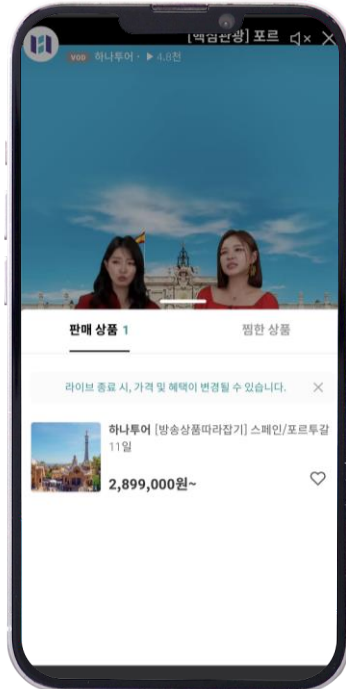 [핵심관광] 포르
VOD 하나투어 · ▶ 4.8천
판매 상품 1
찜한 상품
라이브 종료 시, 가격 및 혜택이 변경될 수 있습니다.
하나투어 [방송상품따라잡기] 스페인/포르투갈
11일
2,899,000원~